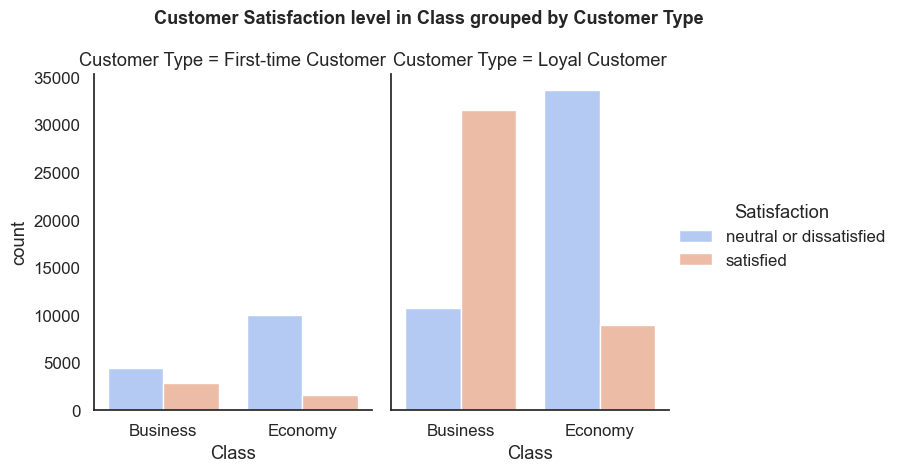 Customer Satisfaction level in Class grouped by Customer Type
Customer Type = First-time Customer
Customer Type = Loyal Customer
35000
30000
25000
20000
15000
10000
5000
0
count
Business
Economy
Class
Business
Economy
Class
Satisfaction
neutral or dissatisfied
satisfied